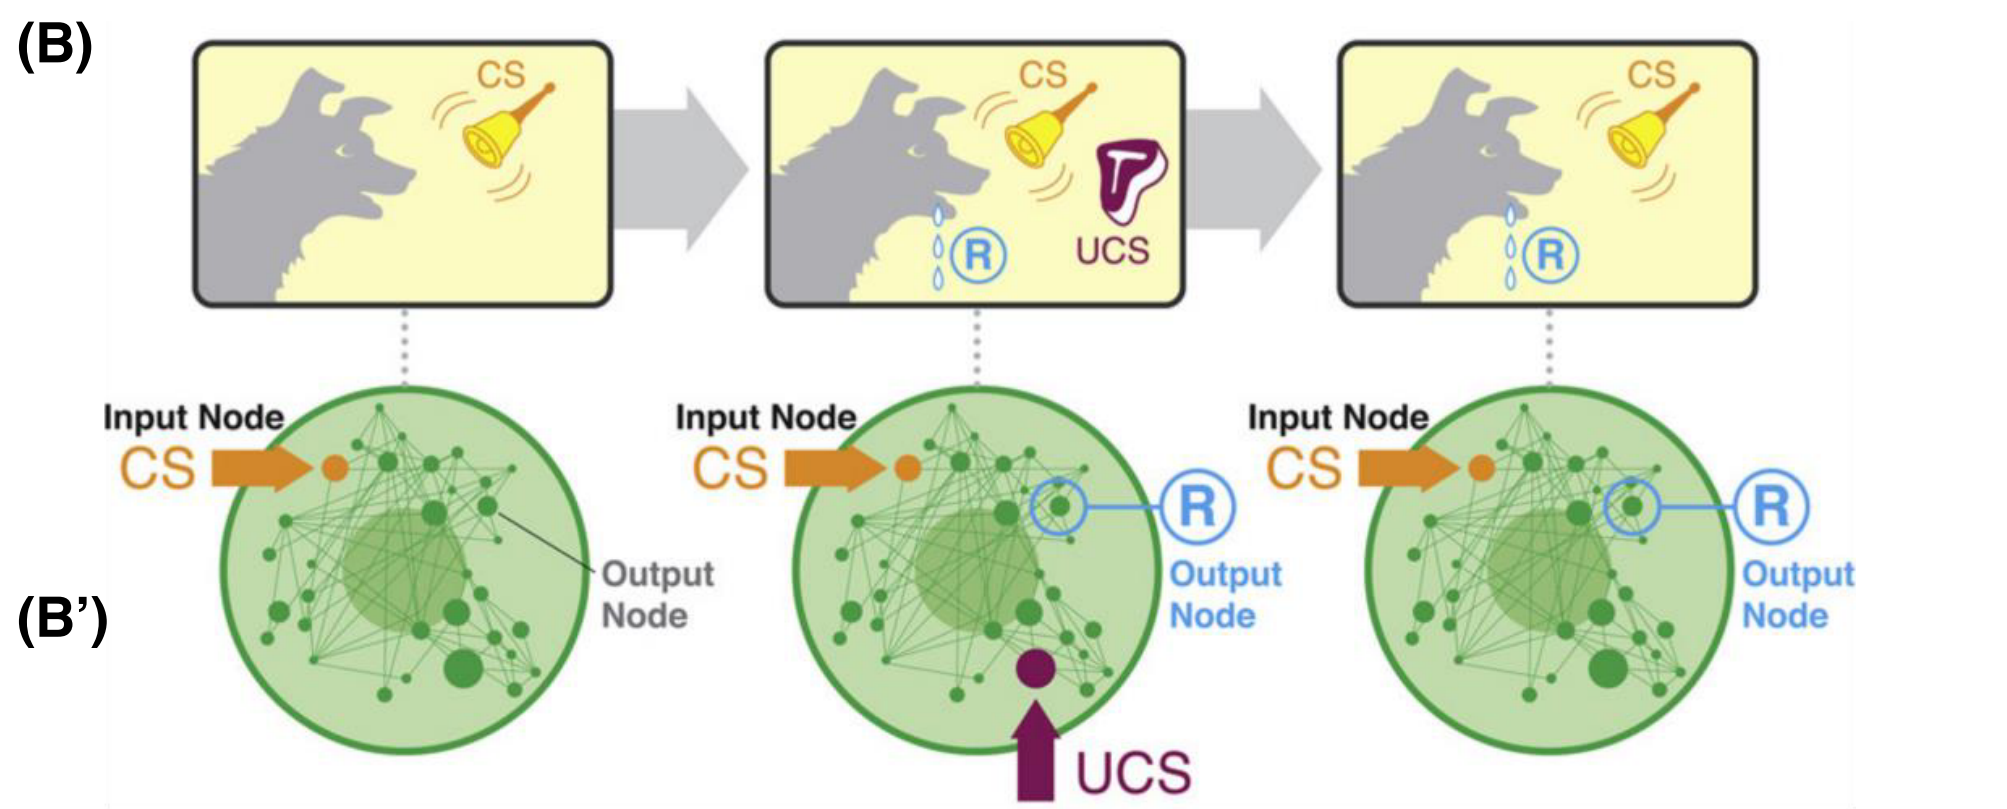 (B)
CS
CS
R
UCS
CS
R
(B’)
Input Node
CS
Output
Node
Input Node
CS
R
Output
Node
UCS
Input Node
CS
R
Output
Node